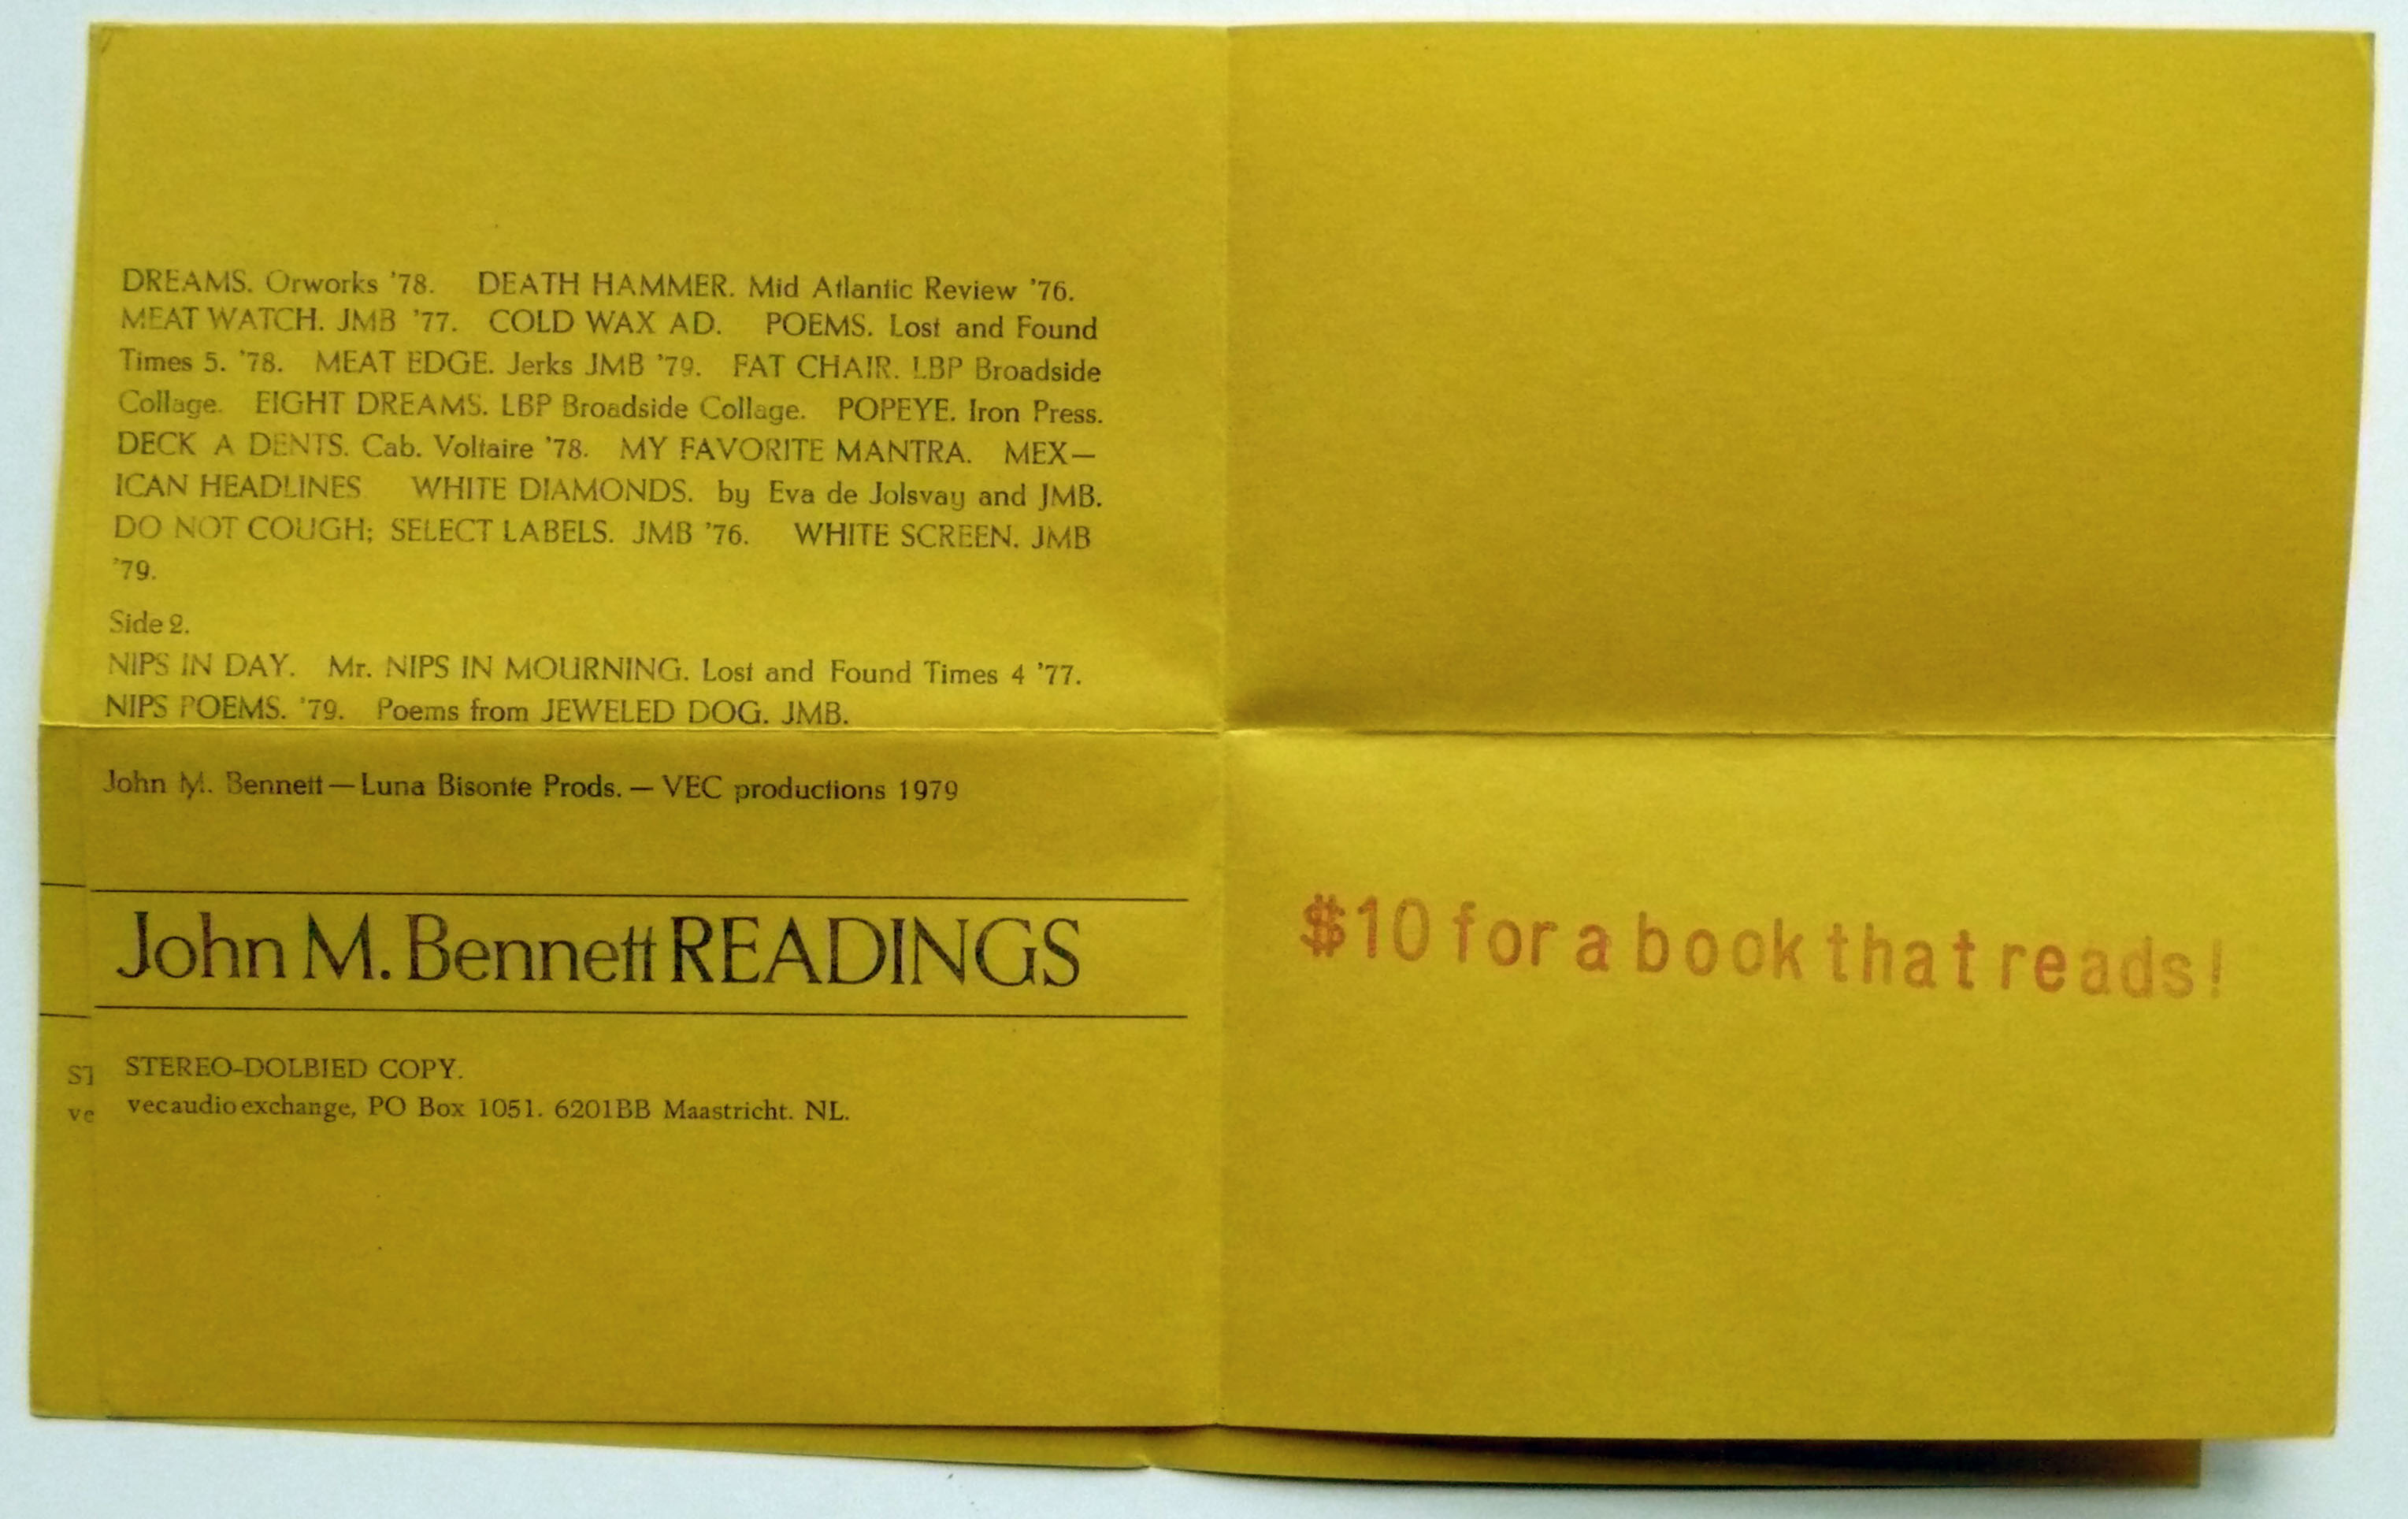 DREAMS. Orworks '78. DEATH HAMMER. Mid Atlantic Review '76.
MEAT WATCH. JMB '77. COLD WAX AD. POEMS. Lost and Found
Times 5. '78. MEAT EDGE. Jerks JMB '79. FAT CHAIR. LBP Broadside
Collage. EIGHT DREAMS. LBP Broadside Collage. POPEYE. Iron Press.
DECK A DENTS. Cab. Voltaire '78. MY FAVORITE MANTRA. MEX—
ICAN HEADLINES WHITE DIAMONDS. by Eva de Jolsvay and JMB.
DO NOT COUGH; SELECT LABELS. JMB '76. WHITE SCREEN. JMB
'79.
Side 2.
NIPS IN DAY. Mr. NIPS IN MOURNING. Lost and Found Times 4 '77.
NIPS POEMS. '79. Poems from JEWELED DOG. JMB.
John M. Bennett — Luna Bisonte Prods. — VEC productions 1979
John M. Bennett READINGS
STEREO-DOLBIED COPY.
vec audio exchange, PO Box 1051. 6201BB Maastricht. NL.
ST
ve
$10 for a book that reads!